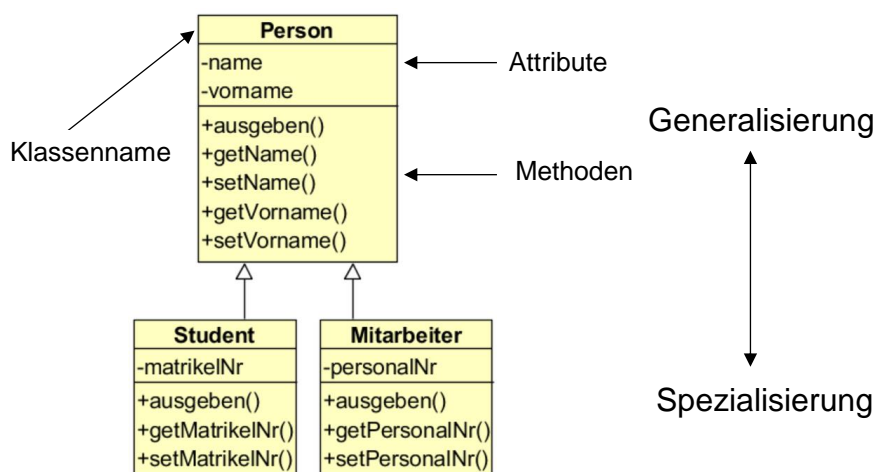 Person
-name
-vorname
+ausgeben()
+getName()
+setName()
+getVorname()
+setVorname()
Klassenname
Attribute
Methoden
Generalisierung
Spezialisierung
Student
-matrikelNr
+ausgeben()
+getMatrikelNr()
+setMatrikelNr()
Mitarbeiter
-personalNr
+ausgeben()
+getPersonalNr()
+setPersonalNr()